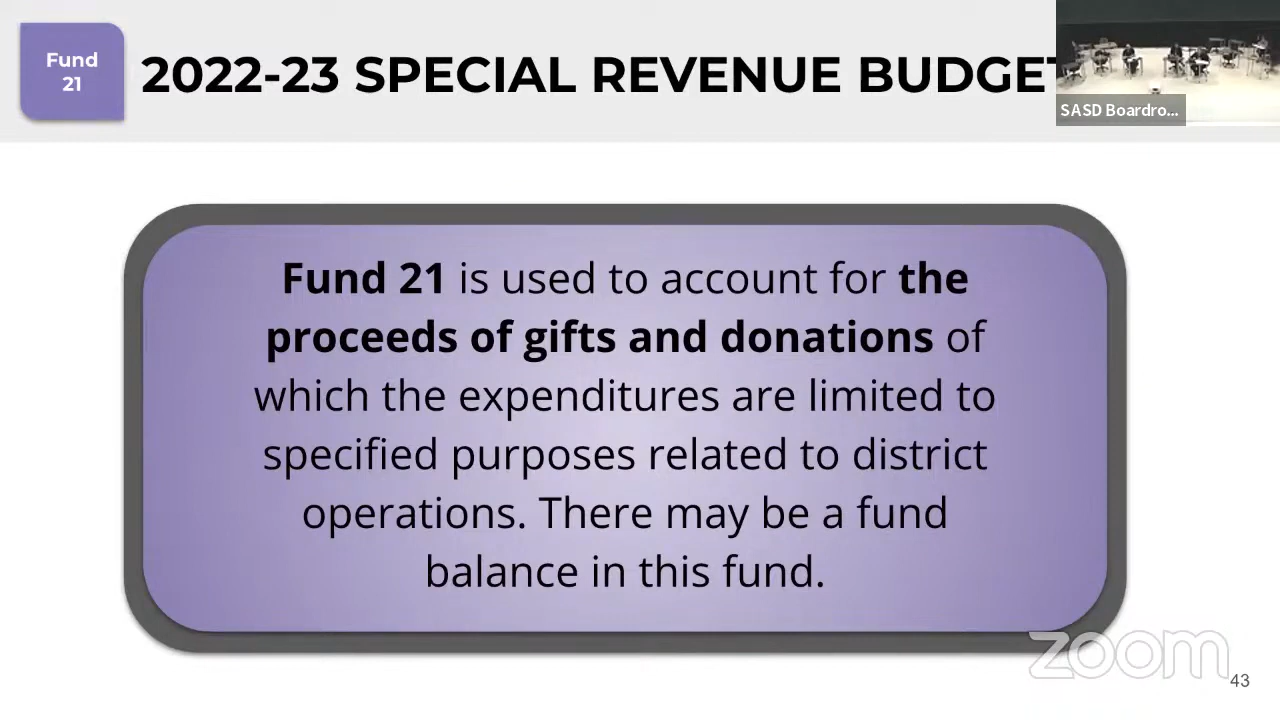 Fund
21
2022-23 SPECIAL REVENUE BUDGET
SASD Boardro...
Fund 21 is used to account for the
proceeds of gifts and donations of
which the expenditures are limited to
specified purposes related to district
operations. There may be a fund
balance in this fund.
zoom
43